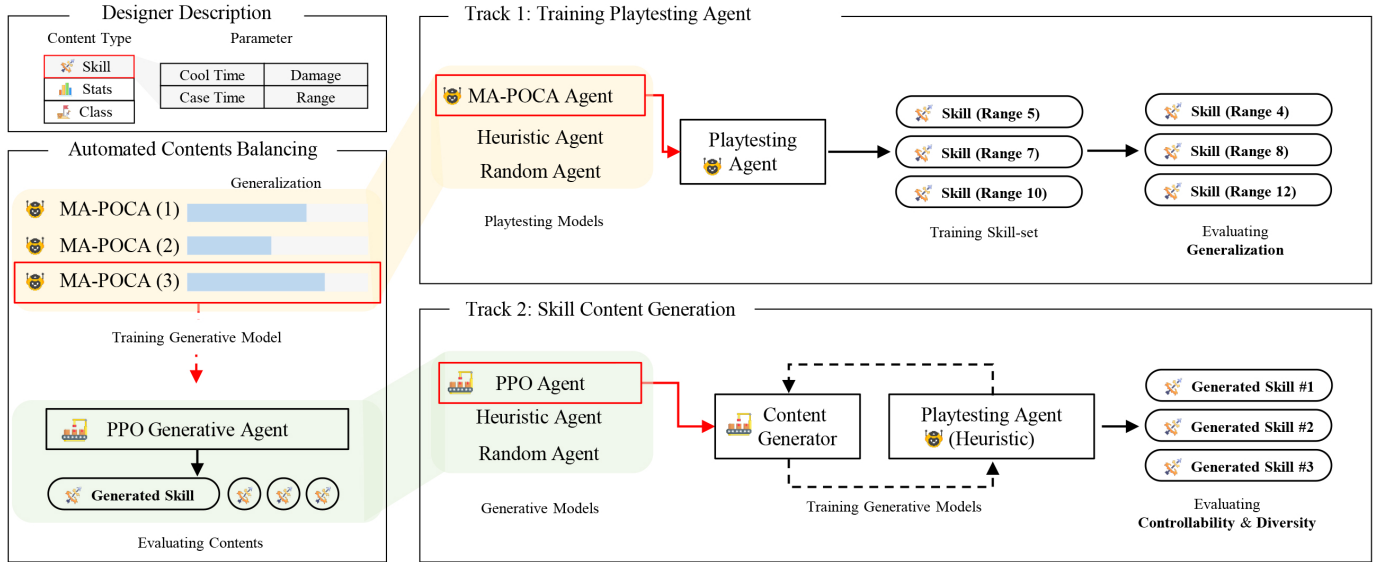 Designer Description
Content Type
Parameter
Skill
Stats
Class
Cool Time
Damage
Case Time
Range
Automated Contents Balancing
Generalization
MA-POCA (1)
MA-POCA (2)
MA-POCA (3)
Training Generative Model
PPO Generative Agent
Generated Skill
Evaluating Contents
Track 1: Training Playtesting Agent
MA-POCA Agent
Heuristic Agent
Random Agent
Playtesting Models
Playtesting
Agent
Skill (Range 5)
Skill (Range 7)
Skill (Range 10)
Training Skill-set
Skill (Range 4)
Skill (Range 8)
Skill (Range 12)
Evaluating
Generalization
Track 2: Skill Content Generation
PPO Agent
Heuristic Agent
Random Agent
Generative Models
Content
Generator
Playtesting Agent
(Heuristic)
Training Generative Models
Generated Skill #1
Generated Skill #2
Generated Skill #3
Evaluating
Controllability & Diversity